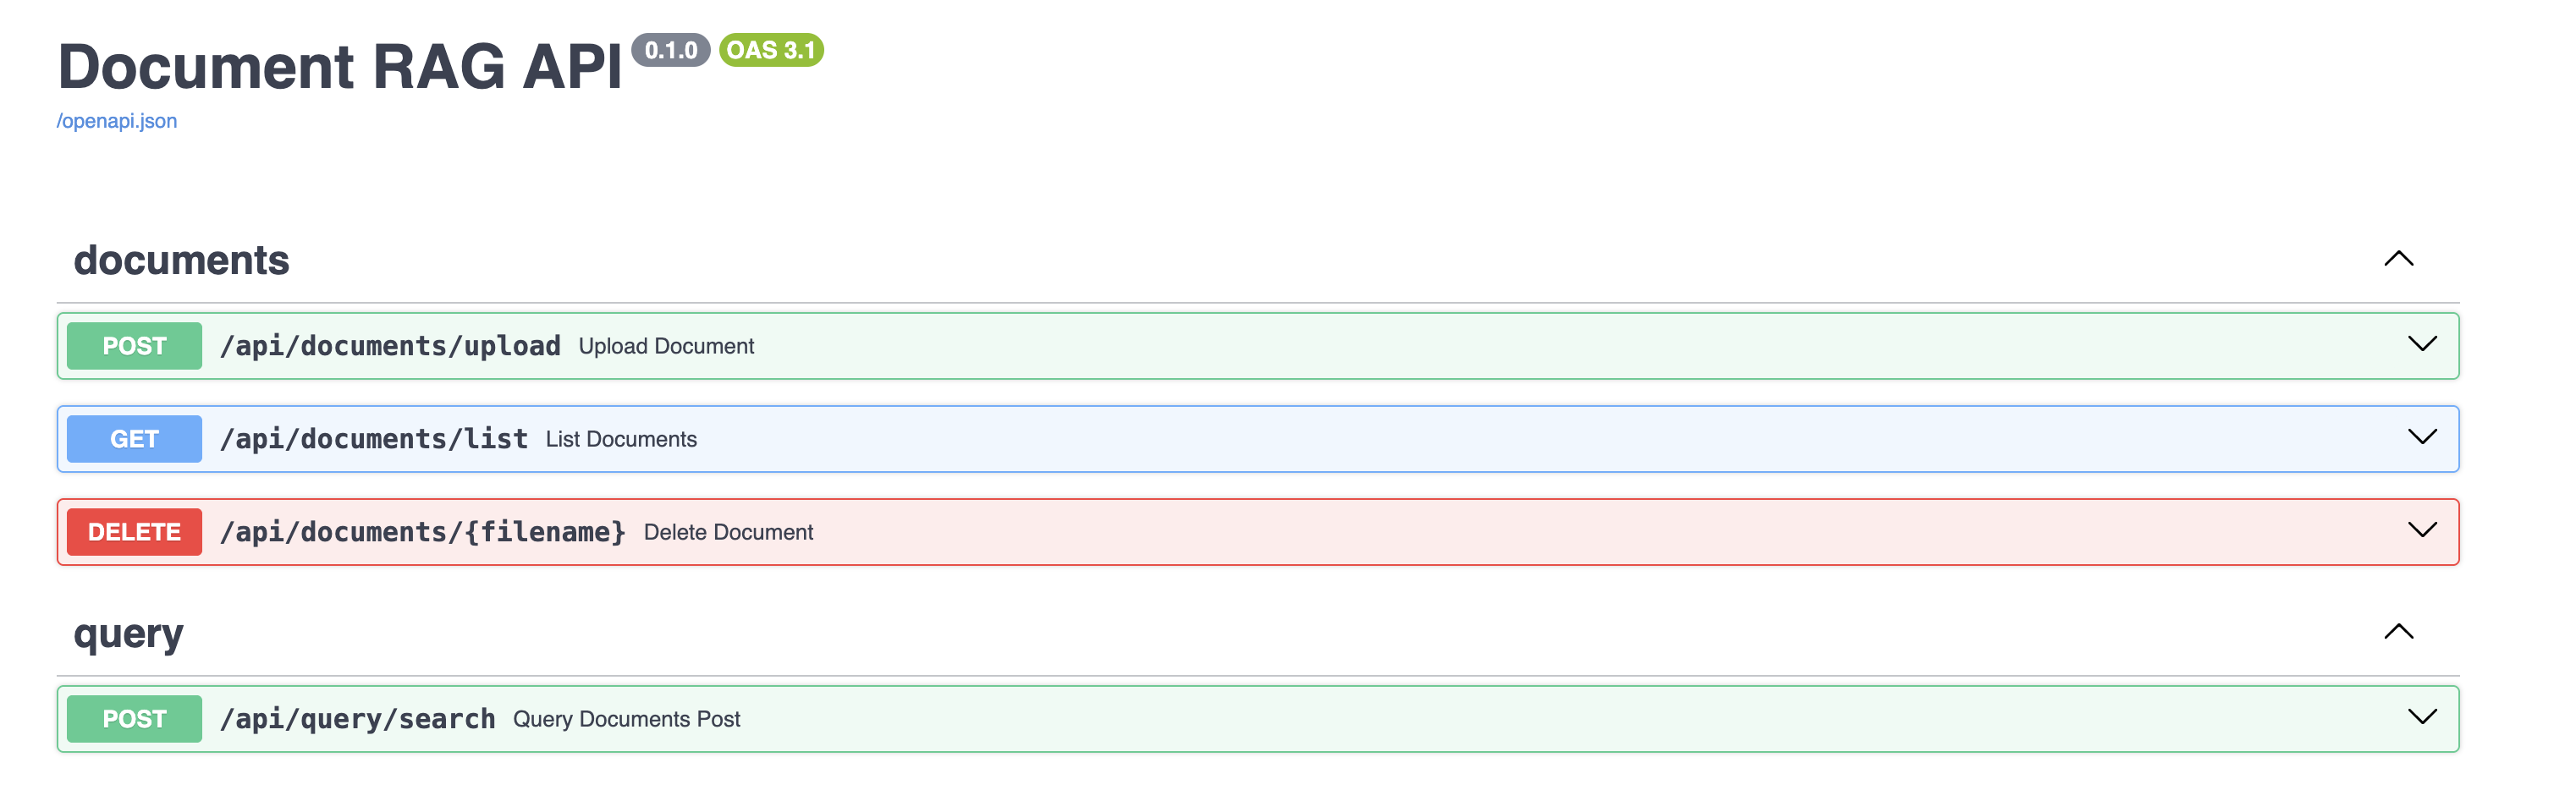 Document RAG API 0.1.0 OAS 3.1
/openapi.json
documents
POST /api/documents/upload Upload Document
GET /api/documents/list List Documents
DELETE /api/documents/{filename} Delete Document
query
POST /api/query/search Query Documents Post